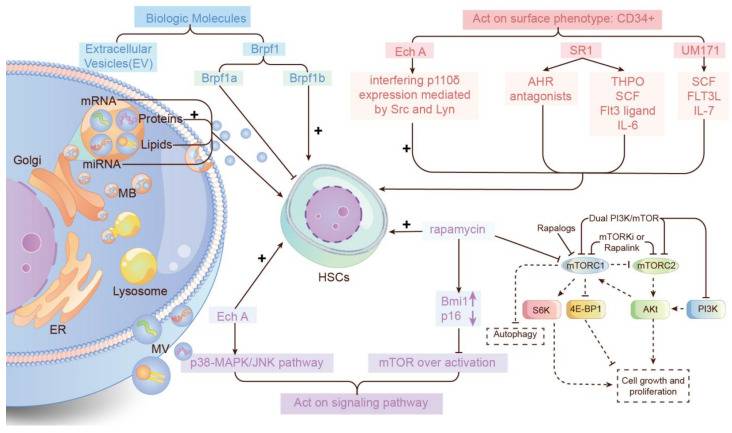 Biologic Molecules
Extracellular
Vesicles(EV)
Brpf1
Brpf1a
Brpf1b
mRNA
Proteins
+
Lipids
miRNA
Golgi
MB
Lysosome
ER
MV
+
HSCs
Act on surface phenotype: CD34+
Ech A
SR1
UM171
interfering p110δ
expression mediated
by Src and Lyn
AHR
antagonists
THPO
SCF
Flt3 ligand
IL-6
SCF
FLT3L
IL-7
+
+
rapamycin
+
Ech A
Bmi1
p16
p38-MAPK/JNK pathway
mTOR over activation
Act on signaling pathway
Dual PI3K/mTOR
Rapalogs
mTORKi or
Rapalink
mTORC1
mTORC2
S6K
4E-BP1
AKt
PI3K
Autophagy
Cell growth and
proliferation